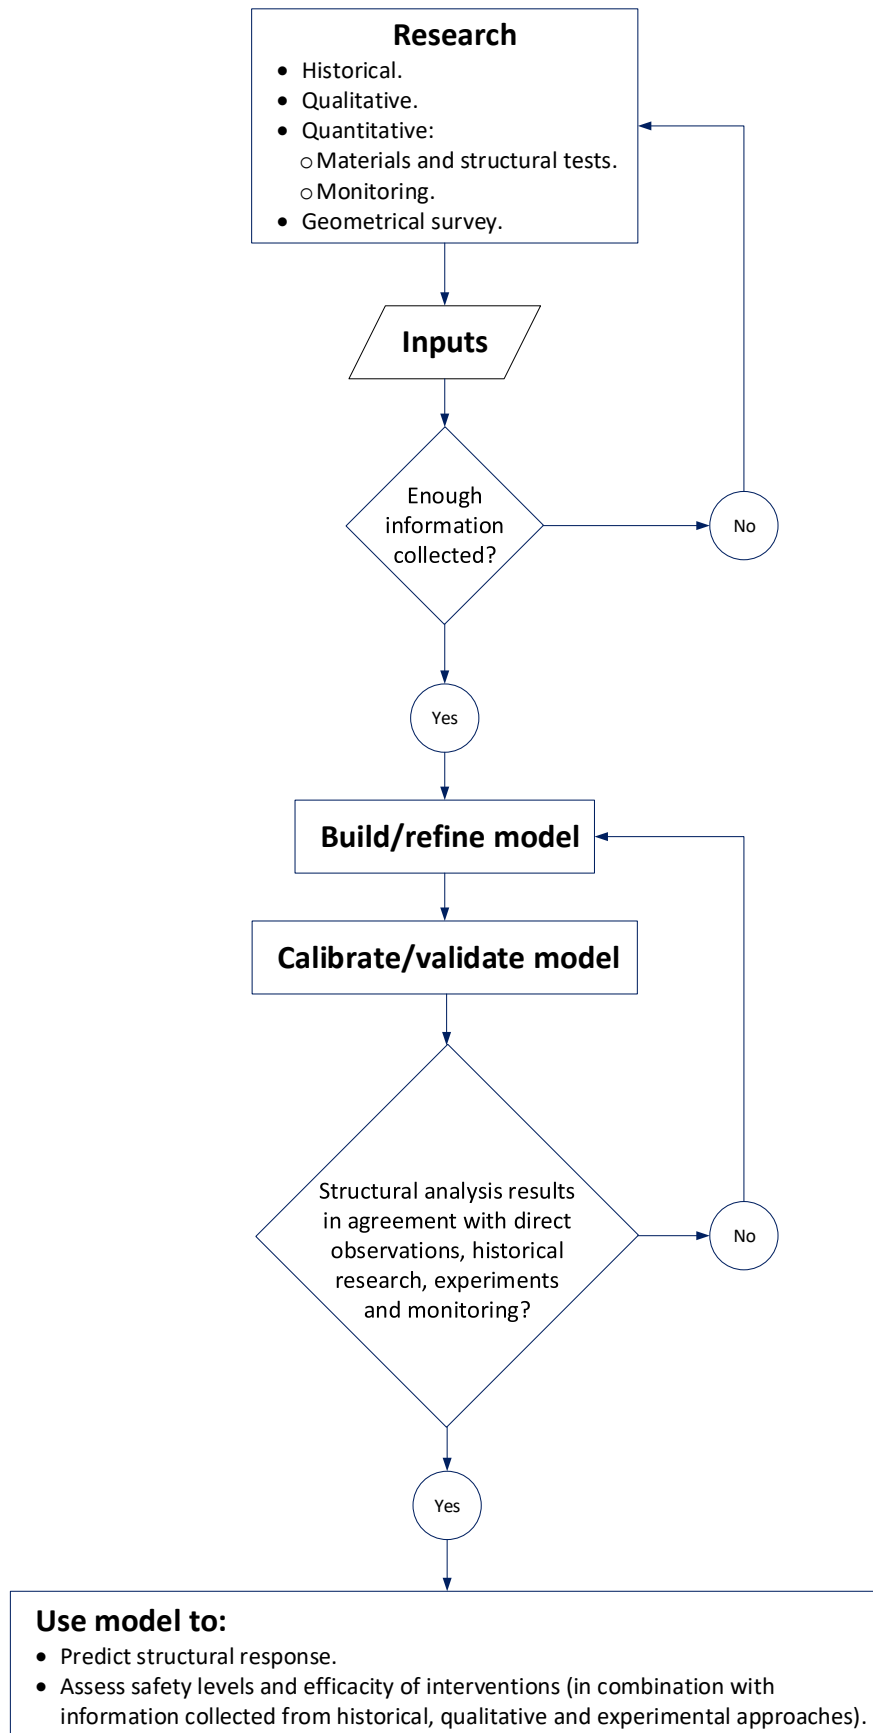 Research
• Historical.
• Qualitative.
• Quantitative:
o Materials and structural tests.
o Monitoring.
• Geometrical survey.
Inputs
Enough
information
collected?
No
Yes
Build/refine model
Calibrate/validate model
Structural analysis results
in agreement with direct
observations, historical
research, experiments
and monitoring?
No
Yes
Use model to:
• Predict structural response.
• Assess safety levels and efficacity of interventions (in combination with
information collected from historical, qualitative and experimental approaches).